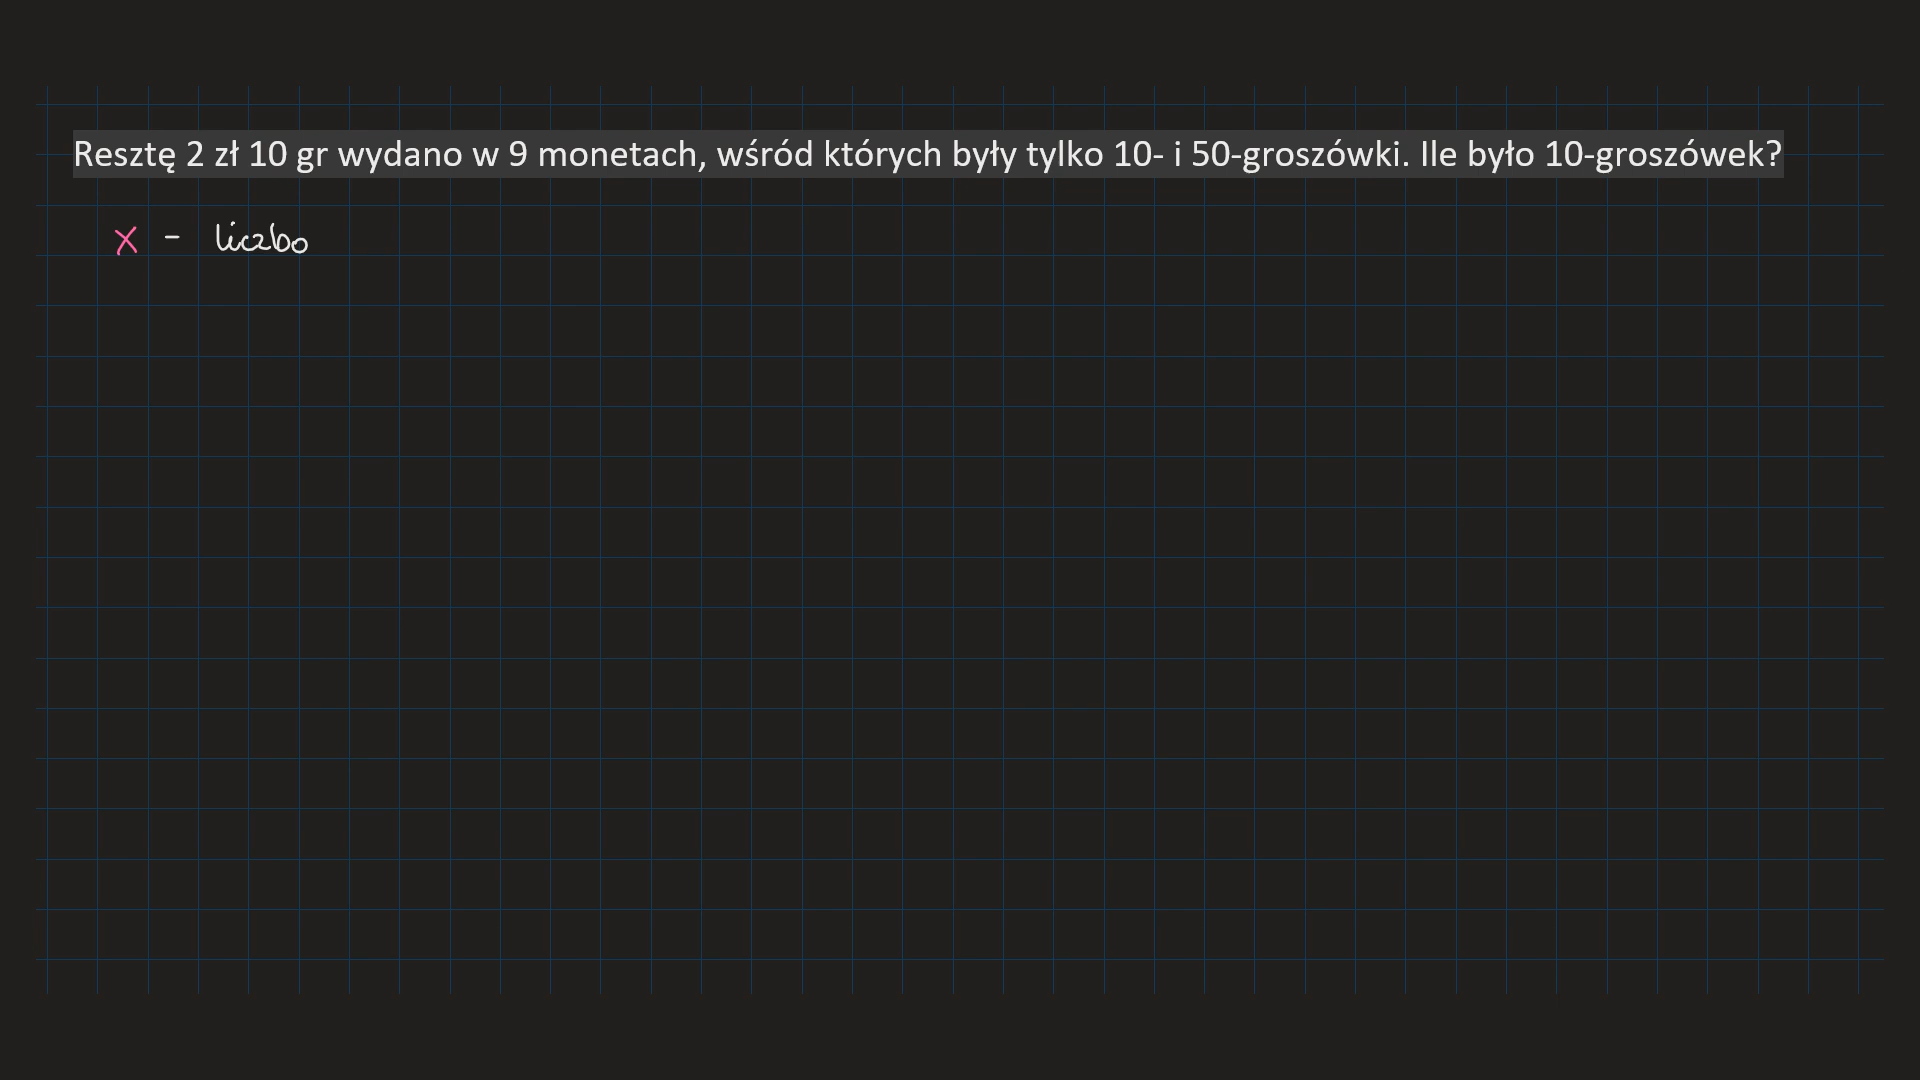 Resztę 2 zł 10 gr wydano w 9 monetach, wśród których były tylko 10- i 50-groszówki. Ile było 10-groszówek?
x - liczbo